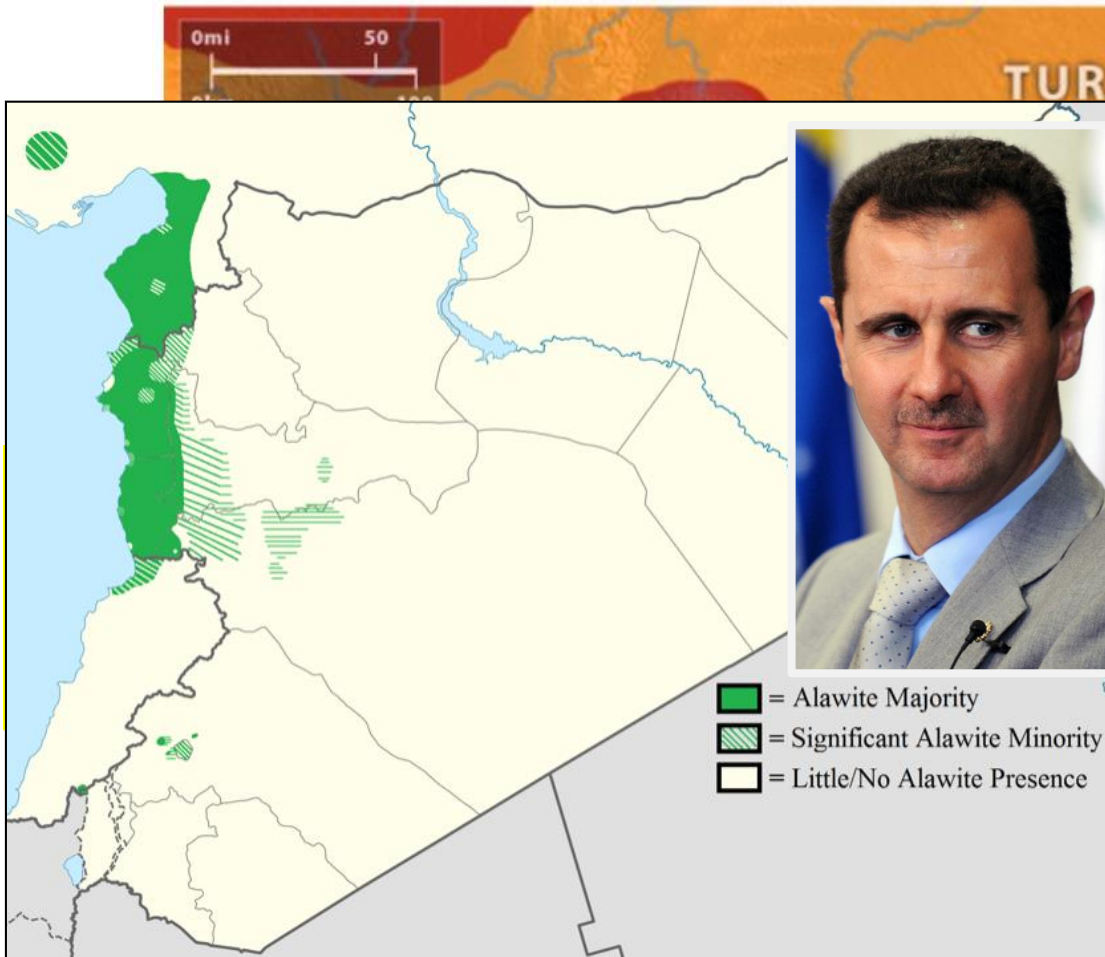 0mi 50
TUR
= Alawite Majority
= Significant Alawite Minority
= Little/No Alawite Presence